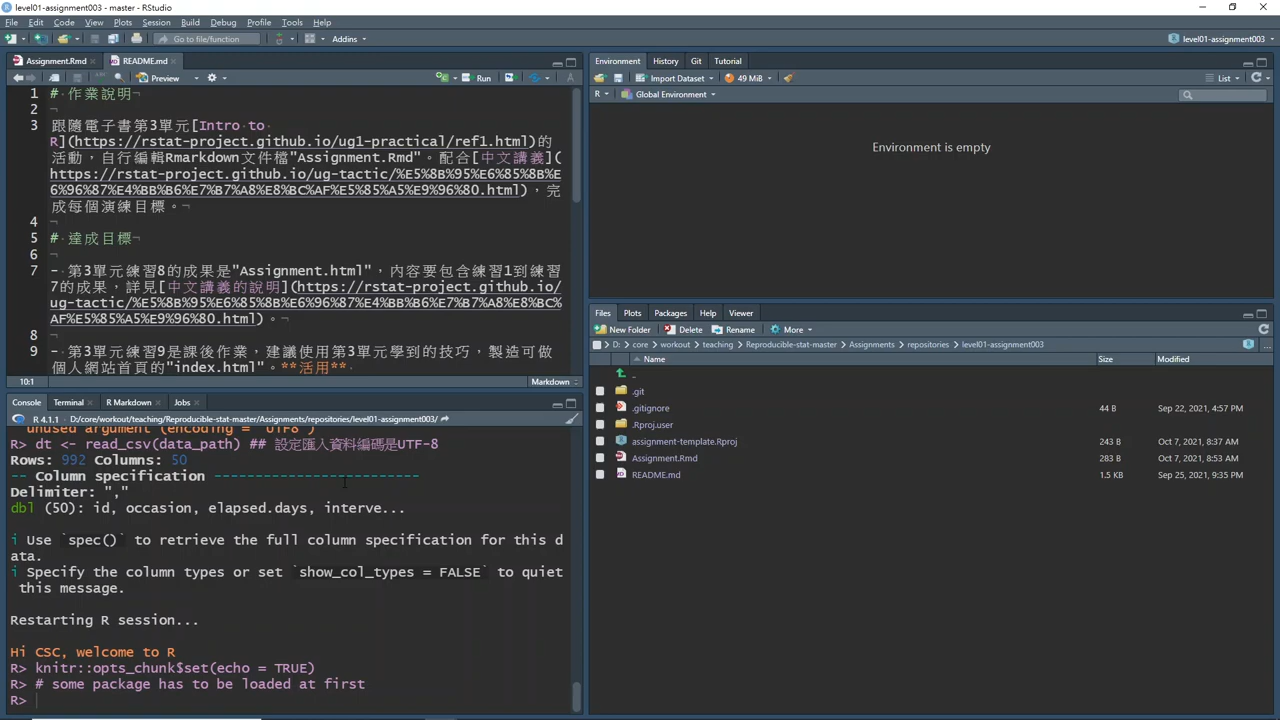 level01-assignment003 - master - RStudio
File Edit Code View Plots Session Build Debug Profile Tools Help
Go to file/function Addins level01-assignment003
Assignment.Rmd README.md
Preview Run
1 # 作業說明
2
3 跟隨電子書第3單元[Intro to
R](https://rstat-project.github.io/ug1-practical/ref1.html)的
活動，自行編輯Rmarkdown文件檔"Assignment.Rmd"。配合[中文講義](
https://rstat-project.github.io/ug-tactic/%E5%8B%95%E6%85%8B%E
6%96%87%E4%BB%B6%E7%B7%A8%E8%BC%AF%E5%85%A5%E9%96%80.html)，完
成每個演練目標。
4
5 # 達成目標
6
7 - 第3單元練習8的成果是"Assignment.html"，內容要包含練習1到練習
7的成果，詳見[中文講義的說明](https://rstat-project.github.io/
ug-tactic/%E5%8B%95%E6%85%8B%E6%96%87%E4%BB%B6%E7%B7%A8%E8%BC%
AF%E5%85%A5%E9%96%80.html)。
8
9 - 第3單元練習9是課後作業，建議使用第3單元學到的技巧，製造可做
個人網站首頁的"index.html"。**活用**
10:1 Markdown
Console Terminal R Markdown Jobs
R 4.1.1 · D:/core/workout/teaching/Reproducible-stat-master/Assignments/repositories/level01-assignment003/
unused argument (encoding = "UTF8")
R> dt <- read_csv(data_path) ## 設定匯入資料編碼是UTF-8
Rows: 992 Columns: 50
-- Column specification ------------------------
Delimiter: ","
dbl (50): id, occasion, elapsed.days, interve...
i Use `spec()` to retrieve the full column specification for this d
ata.
i Specify the column types or set `show_col_types = FALSE` to quiet
this message.
Restarting R session...
Hi CSC, welcome to R
R> knitr::opts_chunk$set(echo = TRUE)
R> # some package has to be loaded at first
R>
Environment History Git Tutorial
Import Dataset 49 MiB List
R Global Environment
Environment is empty
Files Plots Packages Help Viewer
New Folder Delete Rename More
D: core workout teaching Reproducible-stat-master Assignments repositories level01-assignment003 ...
Name Size Modified
..
.git
.gitignore 44 B Sep 22, 2021, 4:57 PM
.Rproj.user
assignment-template.Rproj 243 B Oct 7, 2021, 8:37 AM
Assignment.Rmd 283 B Oct 7, 2021, 8:53 AM
README.md 1.5 KB Sep 25, 2021, 9:35 PM